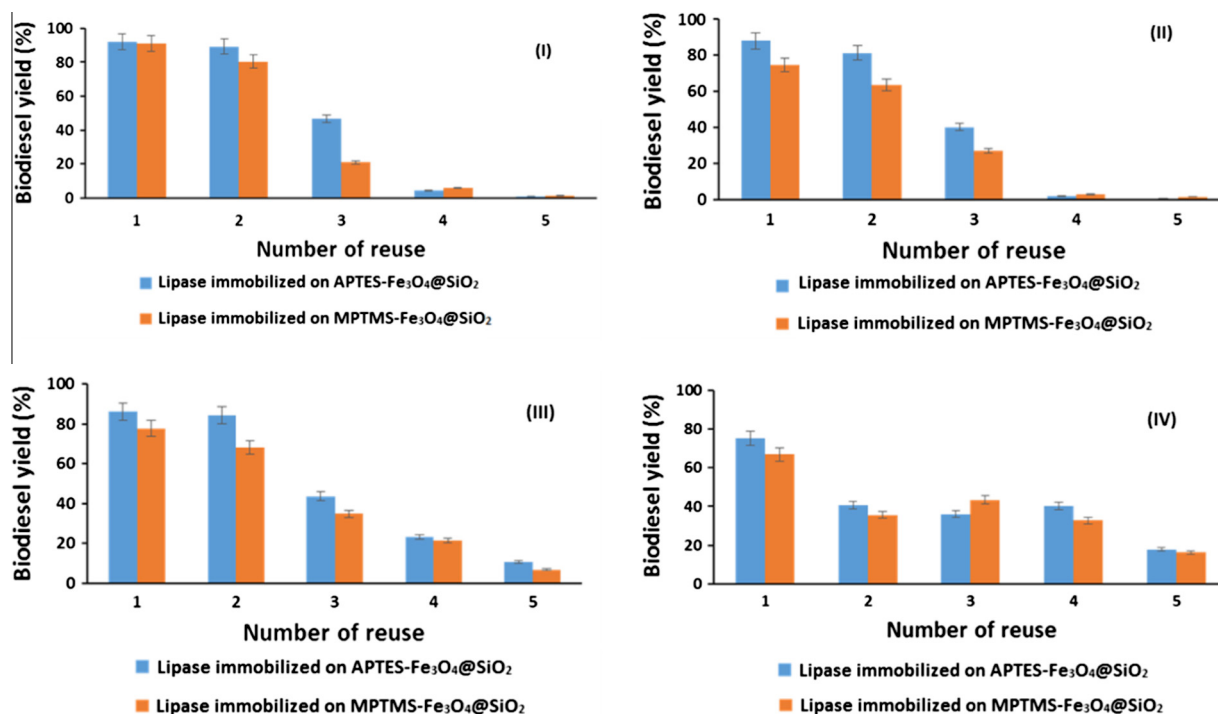 Biodiesel yield (%)
100
80
60
40
20
0
(I)
1 2 3 4 5
Number of reuse
Lipase immobilized on APTES-Fe₃O₄@SiO₂
Lipase immobilized on MPTMS-Fe₃O₄@SiO₂
Biodiesel yield (%)
100
80
60
40
20
0
(II)
1 2 3 4 5
Number of reuse
Lipase immobilized on APTES-Fe₃O₄@SiO₂
Lipase immobilized on MPTMS-Fe₃O₄@SiO₂
Biodiesel yield (%)
100
80
60
40
20
0
(III)
1 2 3 4 5
Number of reuse
Lipase immobilized on APTES-Fe₃O₄@SiO₂
Lipase immobilized on MPTMS-Fe₃O₄@SiO₂
Biodiesel yield (%)
100
80
60
40
20
0
(IV)
1 2 3 4 5
Number of reuse
Lipase immobilized on APTES-Fe₃O₄@SiO₂
Lipase immobilized on MPTMS-Fe₃O₄@SiO₂